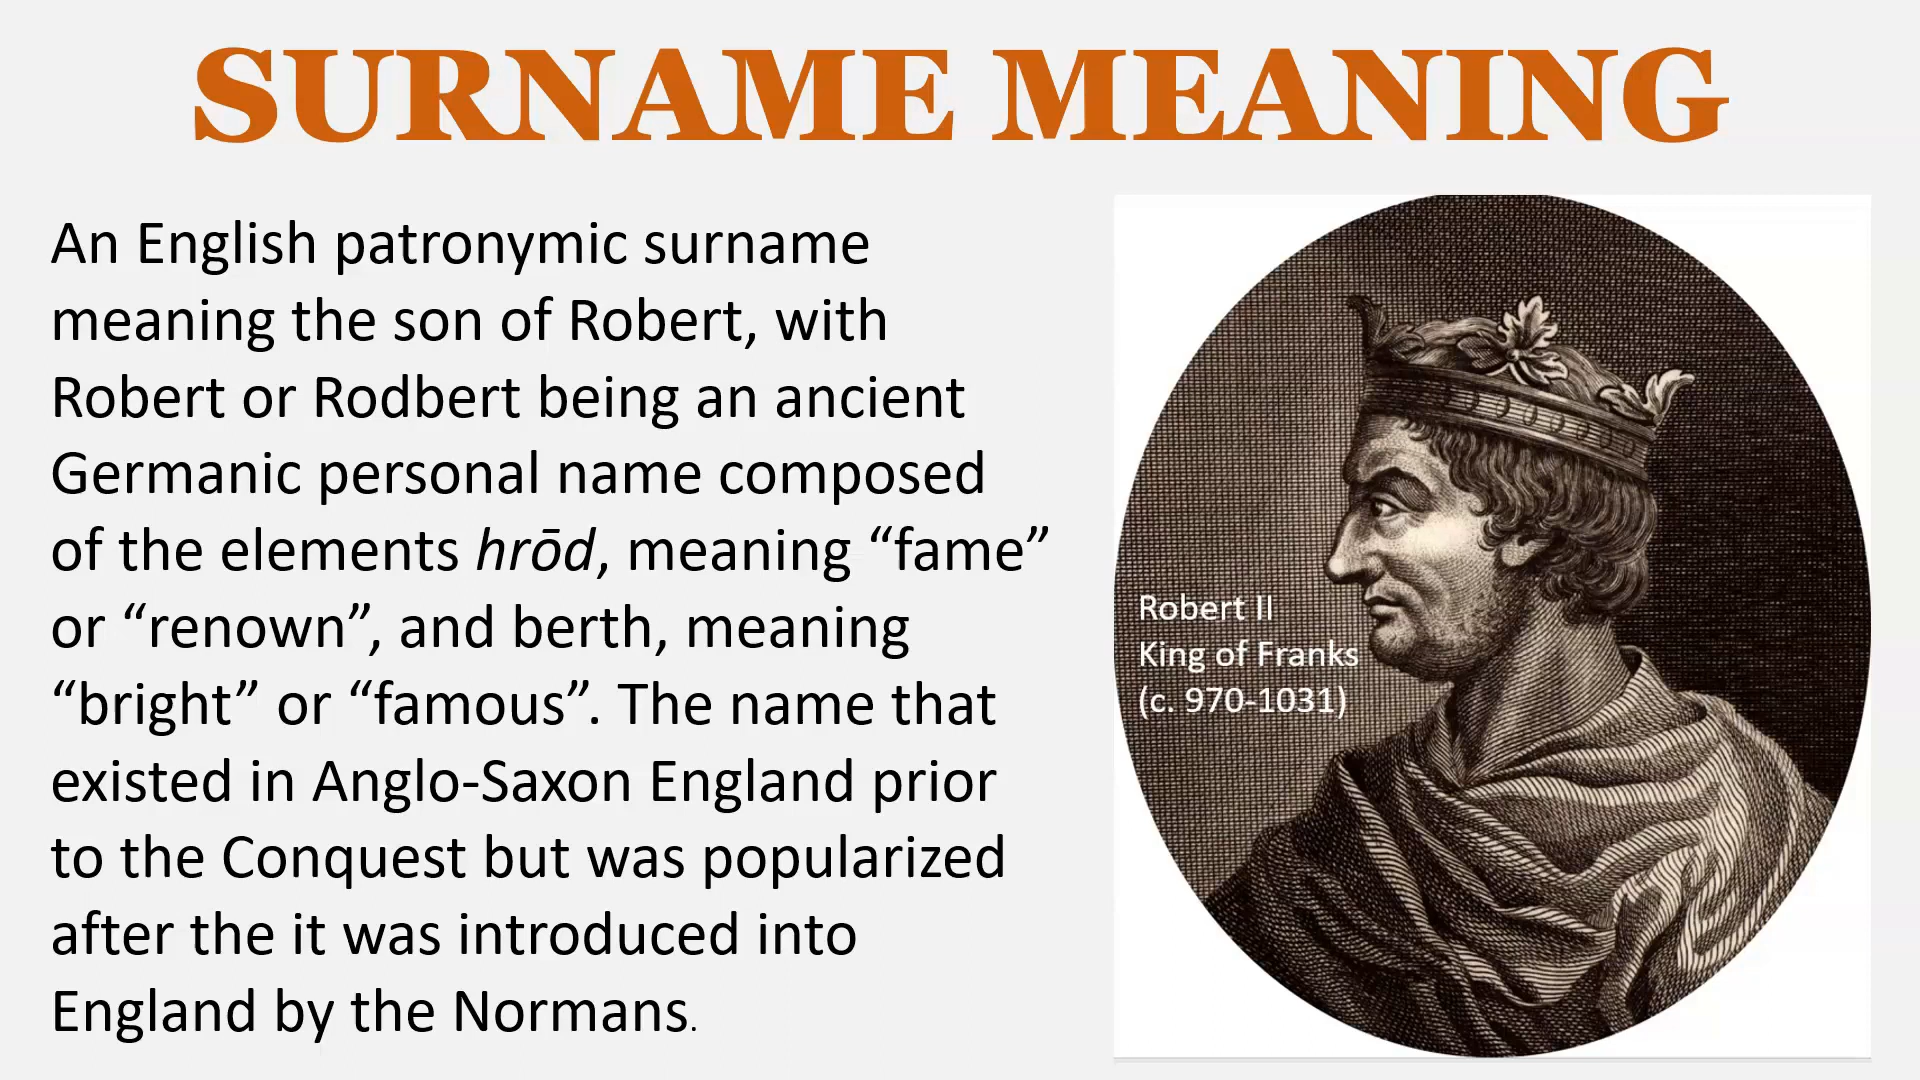 SURNAME MEANING
An English patronymic surname
meaning the son of Robert, with
Robert or Rodbert being an ancient
Germanic personal name composed
of the elements hrōd, meaning “fame”
or “renown”, and berth, meaning
“bright” or “famous”. The name that
existed in Anglo-Saxon England prior
to the Conquest but was popularized
after the it was introduced into
England by the Normans.
Robert II
King of Franks
(c. 970-1031)